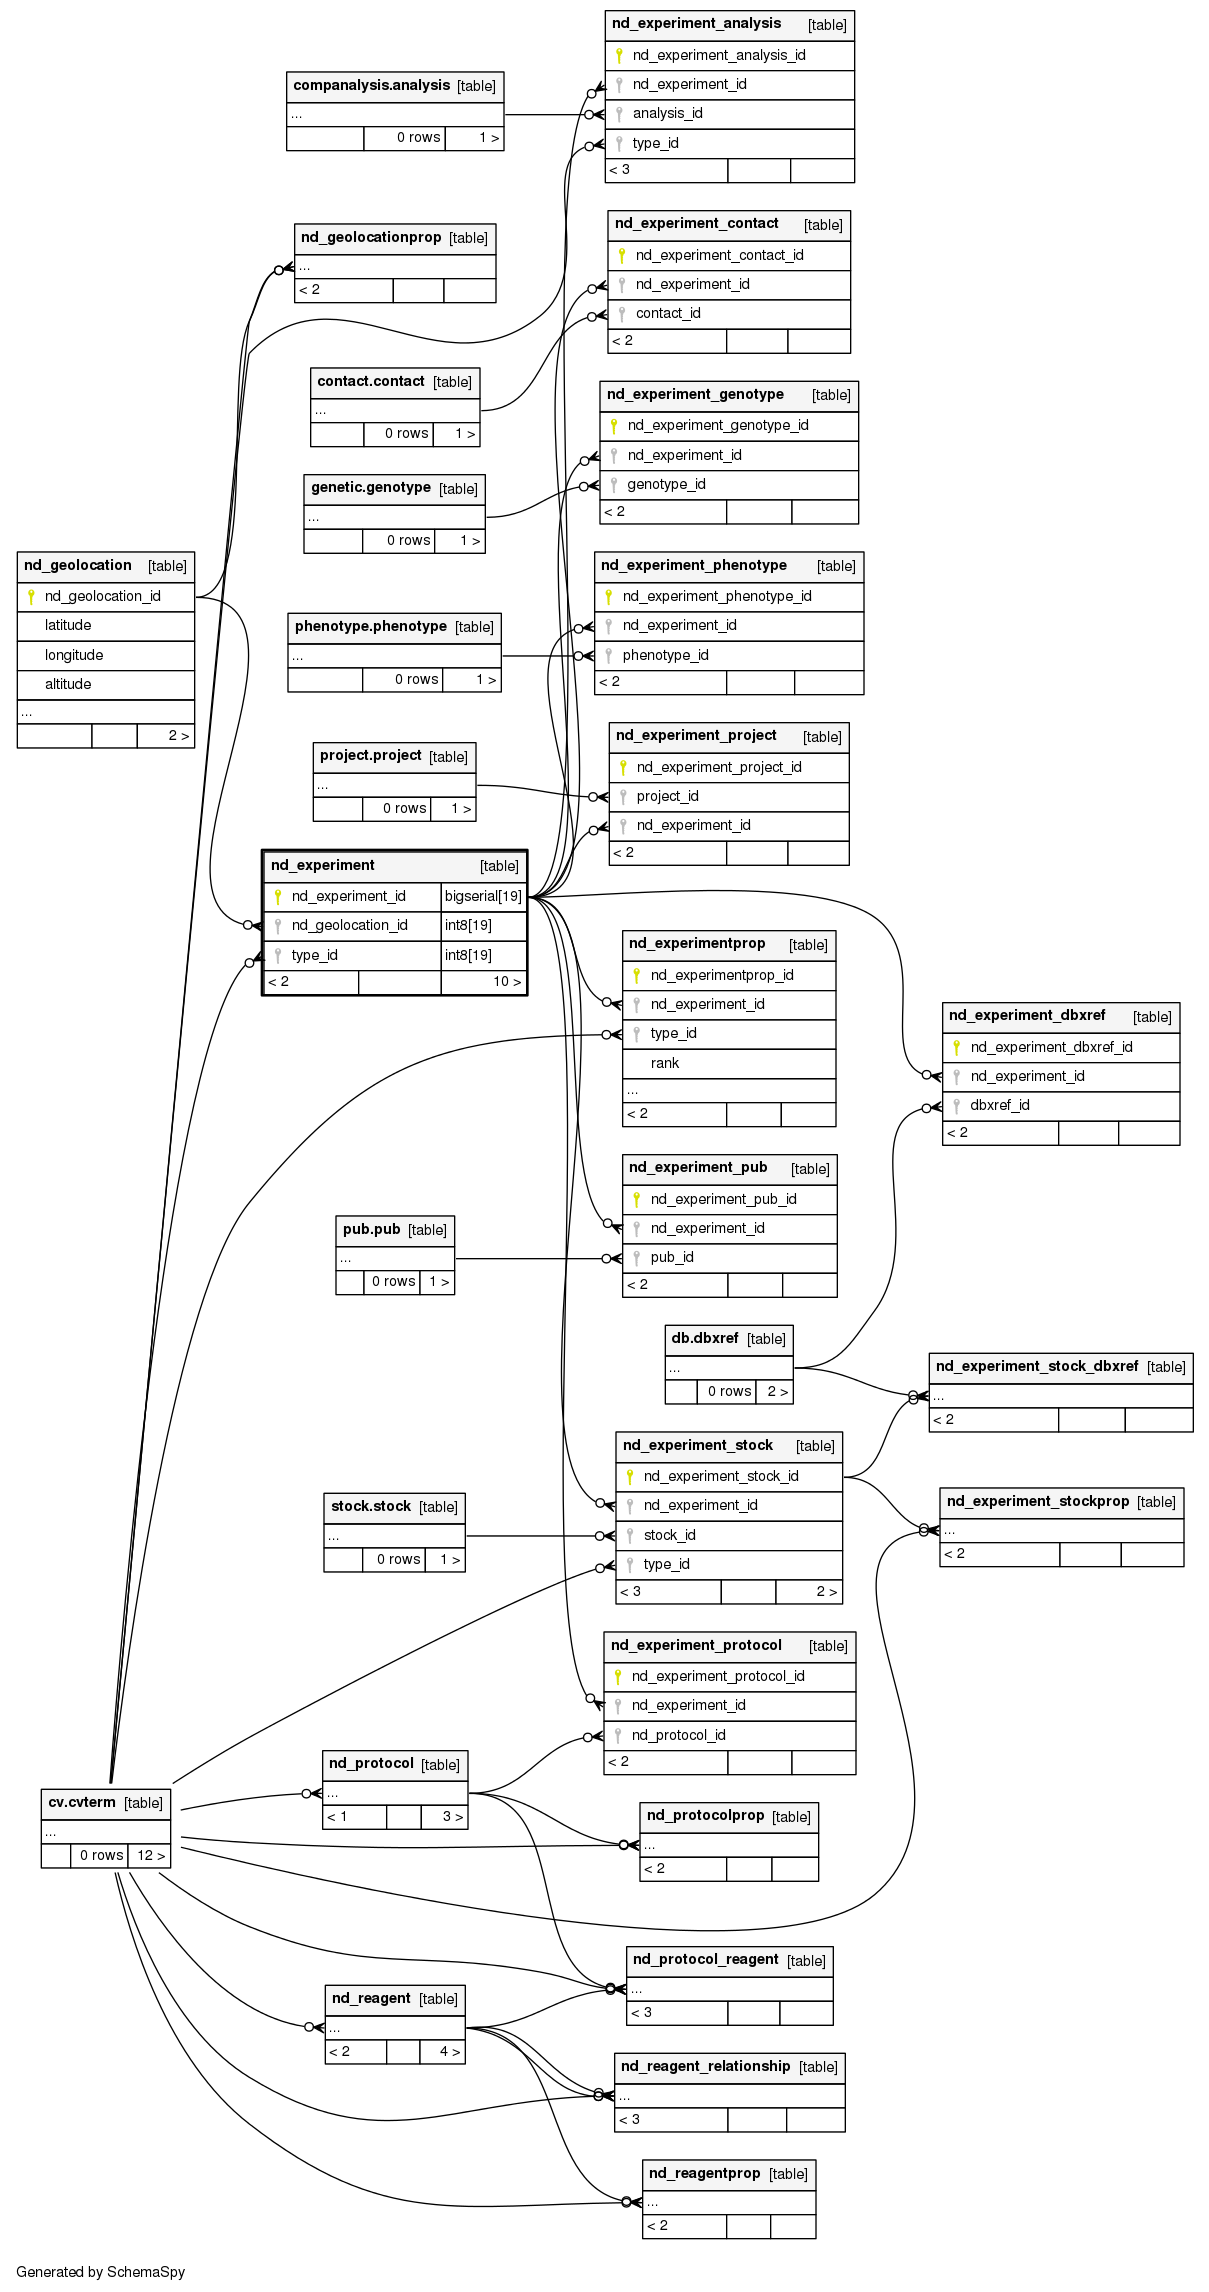 nd_experiment_analysis [table]
nd_experiment_analysis_id
nd_experiment_id
analysis_id
type_id
< 3
companalysis.analysis [table]
...
0 rows 1 >
nd_experiment_contact [table]
nd_experiment_contact_id
nd_experiment_id
contact_id
< 2
nd_geolocationprop [table]
...
< 2
contact.contact [table]
...
0 rows 1 >
nd_experiment_genotype [table]
nd_experiment_genotype_id
nd_experiment_id
genotype_id
< 2
genetic.genotype [table]
...
0 rows 1 >
nd_geolocation [table]
nd_geolocation_id
latitude
longitude
altitude
...
2 >
nd_experiment_phenotype [table]
nd_experiment_phenotype_id
nd_experiment_id
phenotype_id
< 2
phenotype.phenotype [table]
...
0 rows 1 >
nd_experiment_project [table]
nd_experiment_project_id
project_id
nd_experiment_id
< 2
project.project [table]
...
0 rows 1 >
nd_experiment [table]
nd_experiment_id bigserial[19]
nd_geolocation_id int8[19]
type_id int8[19]
< 2 10 >
nd_experimentprop [table]
nd_experimentprop_id
nd_experiment_id
type_id
rank
...
< 2
nd_experiment_dbxref [table]
nd_experiment_dbxref_id
nd_experiment_id
dbxref_id
< 2
nd_experiment_pub [table]
nd_experiment_pub_id
nd_experiment_id
pub_id
< 2
pub.pub [table]
...
0 rows 1 >
db.dbxref [table]
...
0 rows 2 >
nd_experiment_stock_dbxref [table]
...
< 2
nd_experiment_stock [table]
nd_experiment_stock_id
nd_experiment_id
stock_id
type_id
< 3 2 >
stock.stock [table]
...
0 rows 1 >
nd_experiment_stockprop [table]
...
< 2
nd_experiment_protocol [table]
nd_experiment_protocol_id
nd_experiment_id
nd_protocol_id
< 2
nd_protocol [table]
...
< 1 3 >
cv.cvterm [table]
...
0 rows 12 >
nd_protocolprop [table]
...
< 2
nd_protocol_reagent [table]
...
< 3
nd_reagent [table]
...
< 2 4 >
nd_reagent_relationship [table]
...
< 3
nd_reagentprop [table]
...
< 2
Generated by SchemaSpy